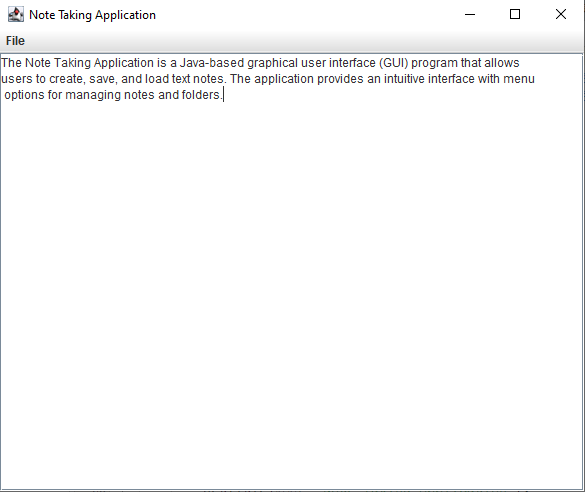 Note Taking Application
File
The Note Taking Application is a Java-based graphical user interface (GUI) program that allows
users to create, save, and load text notes. The application provides an intuitive interface with menu
options for managing notes and folders.